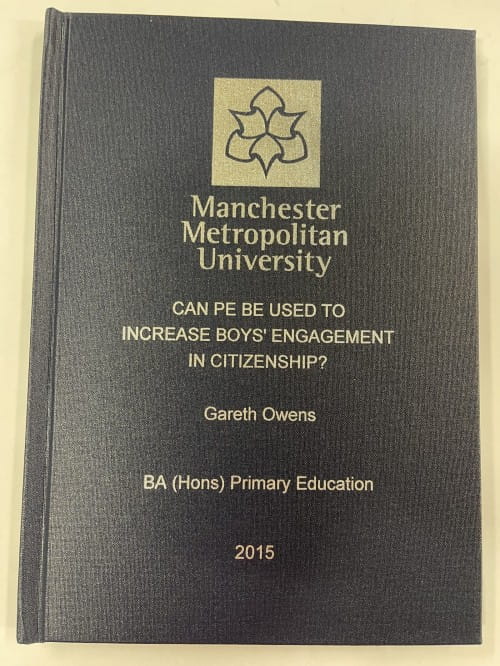 Manchester
Metropolitan
University
CAN PE BE USED TO
INCREASE BOYS' ENGAGEMENT
IN CITIZENSHIP?
Gareth Owens
BA (Hons) Primary Education
2015